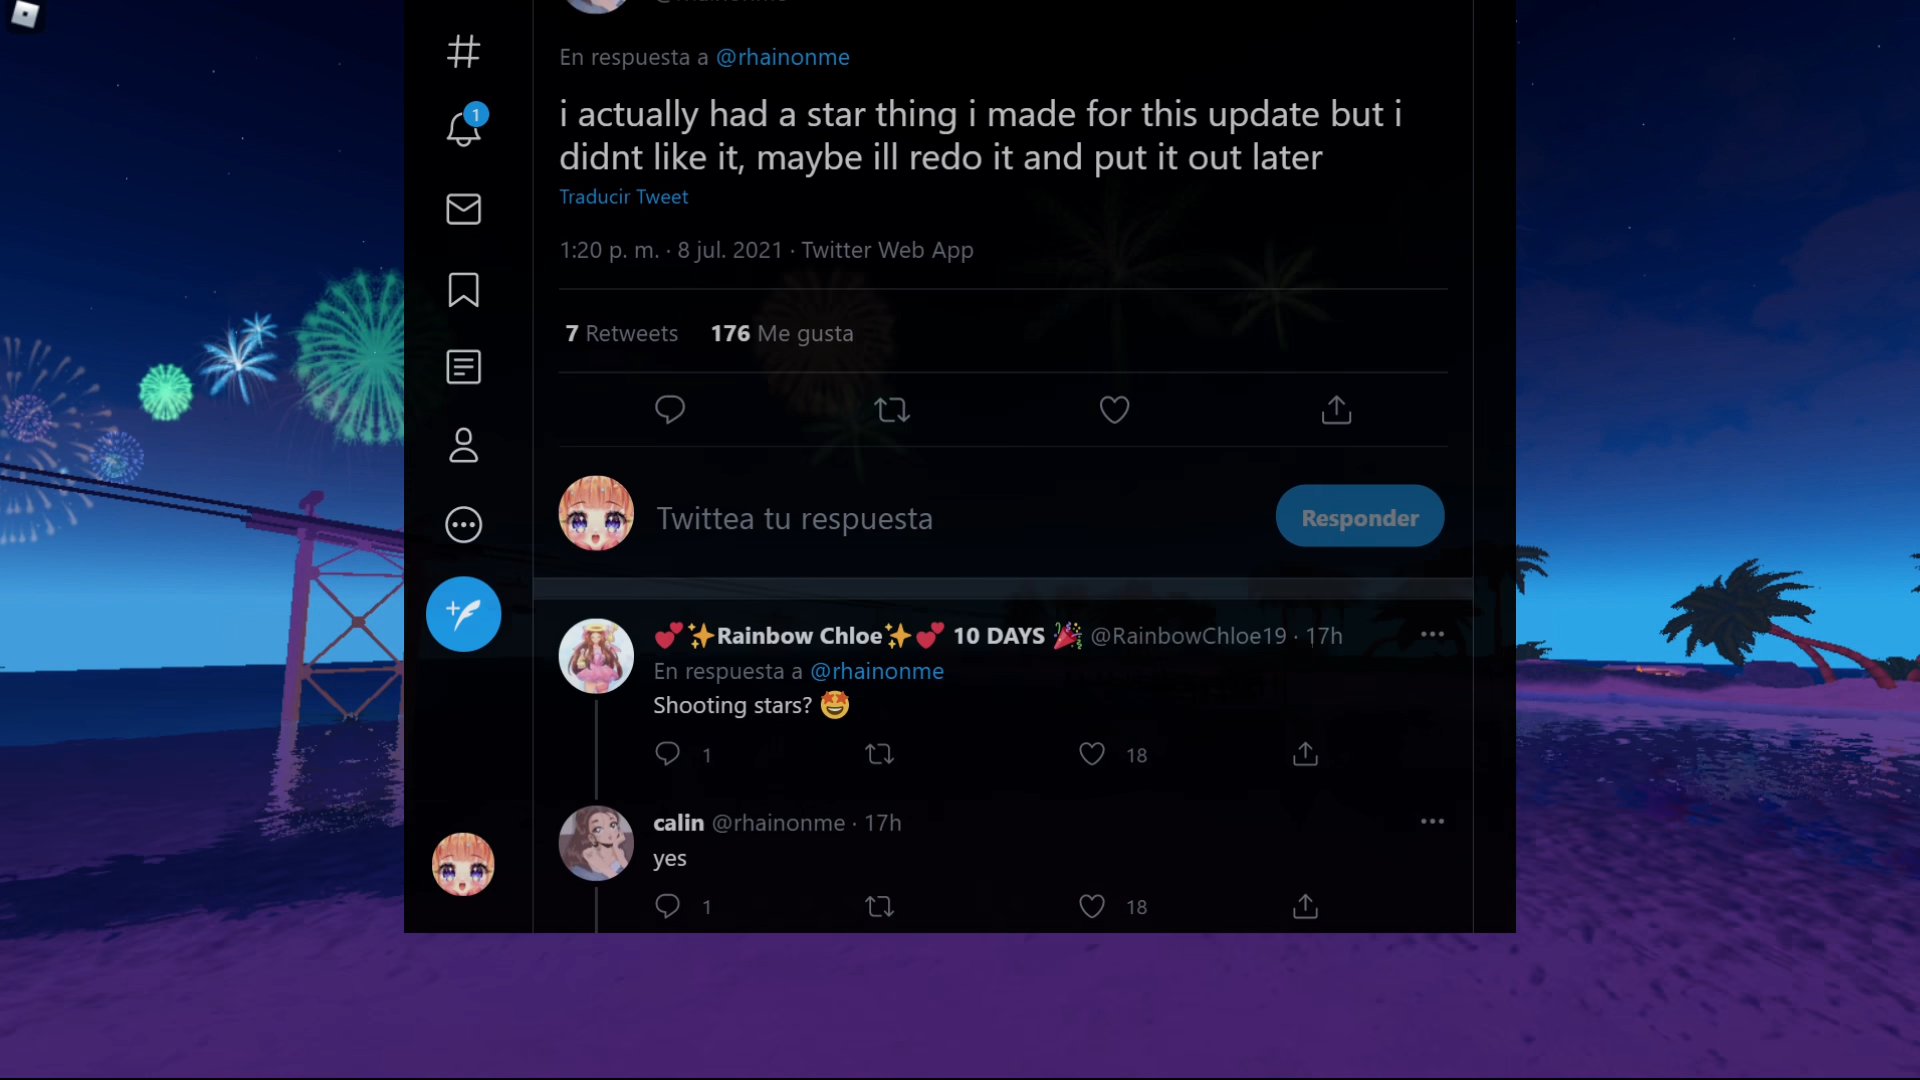 En respuesta a @rhainonme
i actually had a star thing i made for this update but i
didnt like it, maybe ill redo it and put it out later
Traducir Tweet
1:20 p. m. · 8 jul. 2021 · Twitter Web App
7 Retweets 176 Me gusta
1
Twittea tu respuesta
Responder
💕✨Rainbow Chloe✨💕 10 DAYS 🎉 @RainbowChloe19 · 17h
En respuesta a @rhainonme
Shooting stars? 🤩
1 18
calin @rhainonme · 17h
yes
1 18